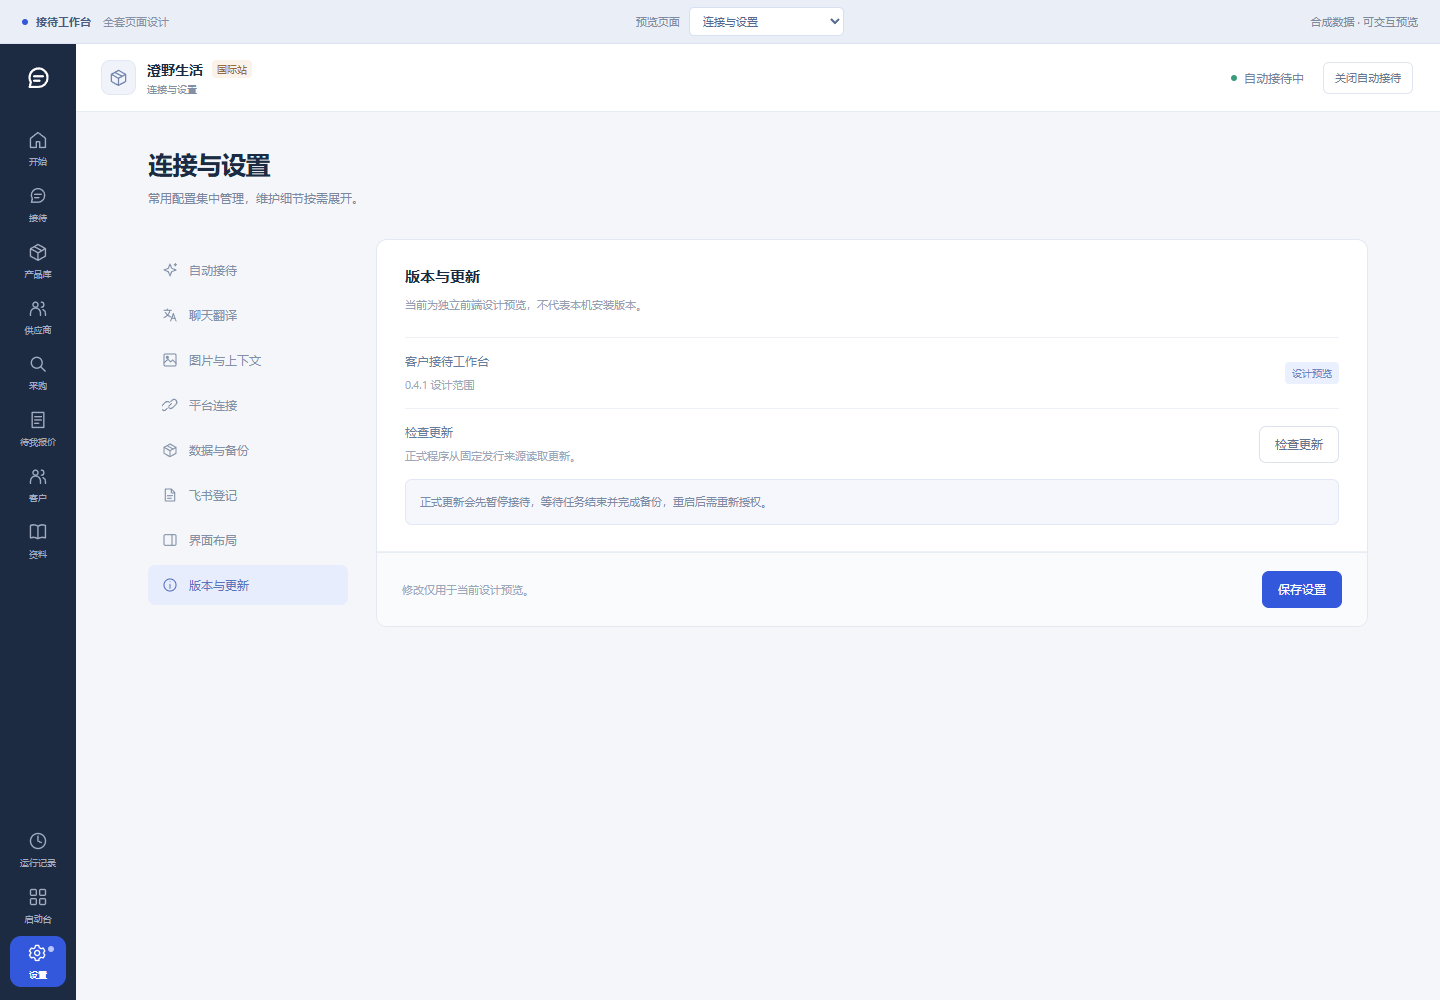 接待工作台 全套页面设计
预览页面 连接与设置
合成数据 · 可交互预览
澄野生活 国际站
连接与设置
自动接待中
关闭自动接待
开始
接待
产品库
供应商
采购
待我报价
客户
资料
运行记录
启动台
设置
连接与设置
常用配置集中管理，维护细节按需展开。
自动接待
聊天翻译
图片与上下文
平台连接
数据与备份
飞书登记
界面布局
版本与更新
版本与更新
当前为独立前端设计预览，不代表本机安装版本。
客户接待工作台
0.4.1 设计范围
设计预览
检查更新
正式程序从固定发行来源读取更新。
检查更新
正式更新会先暂停接待，等待任务结束并完成备份，重启后需重新授权。
修改仅用于当前设计预览。
保存设置